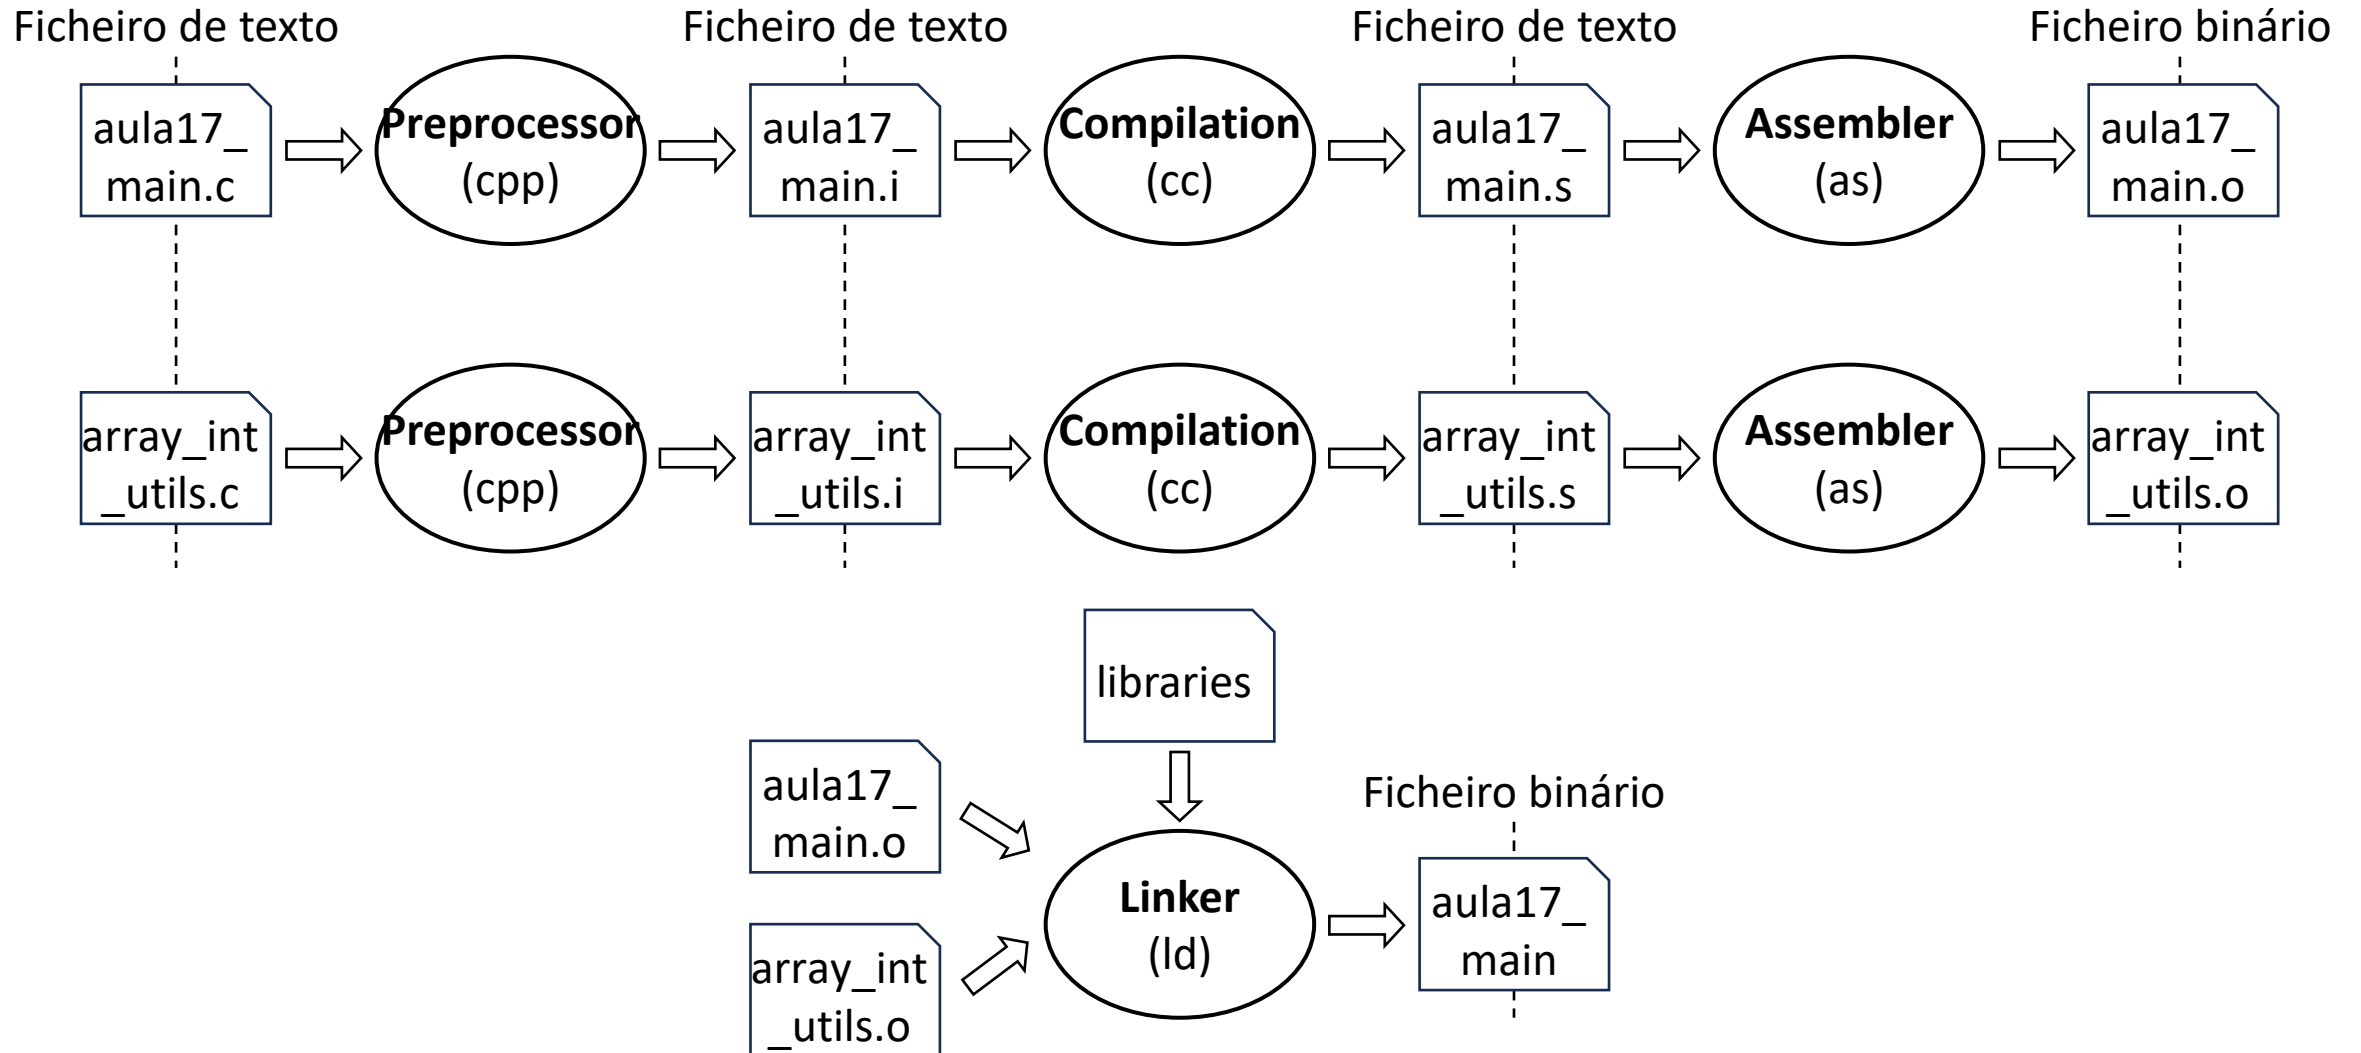 Ficheiro de texto
Ficheiro de texto
Ficheiro de texto
Ficheiro binário
aula17_
main.c
Preprocessor
(cpp)
aula17_
main.i
Compilation
(cc)
aula17_
main.s
Assembler
(as)
aula17_
main.o
array_int
_utils.c
Preprocessor
(cpp)
array_int
_utils.i
Compilation
(cc)
array_int
_utils.s
Assembler
(as)
array_int
_utils.o
libraries
aula17_
main.o
array_int
_utils.o
Linker
(ld)
Ficheiro binário
aula17_
main